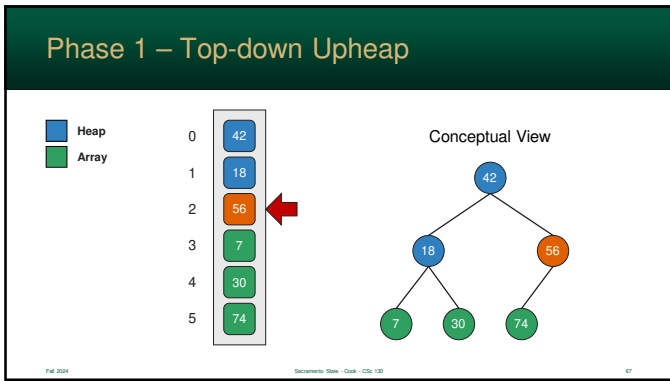 Phase 1 – Top-down Upheap
Heap
Array
0 42
1 18
2 56
3 7
4 30
5 74
Conceptual View
42
18 56
7 30 74
Fall 2024 Sacramento State - Cook - CSc 130 67